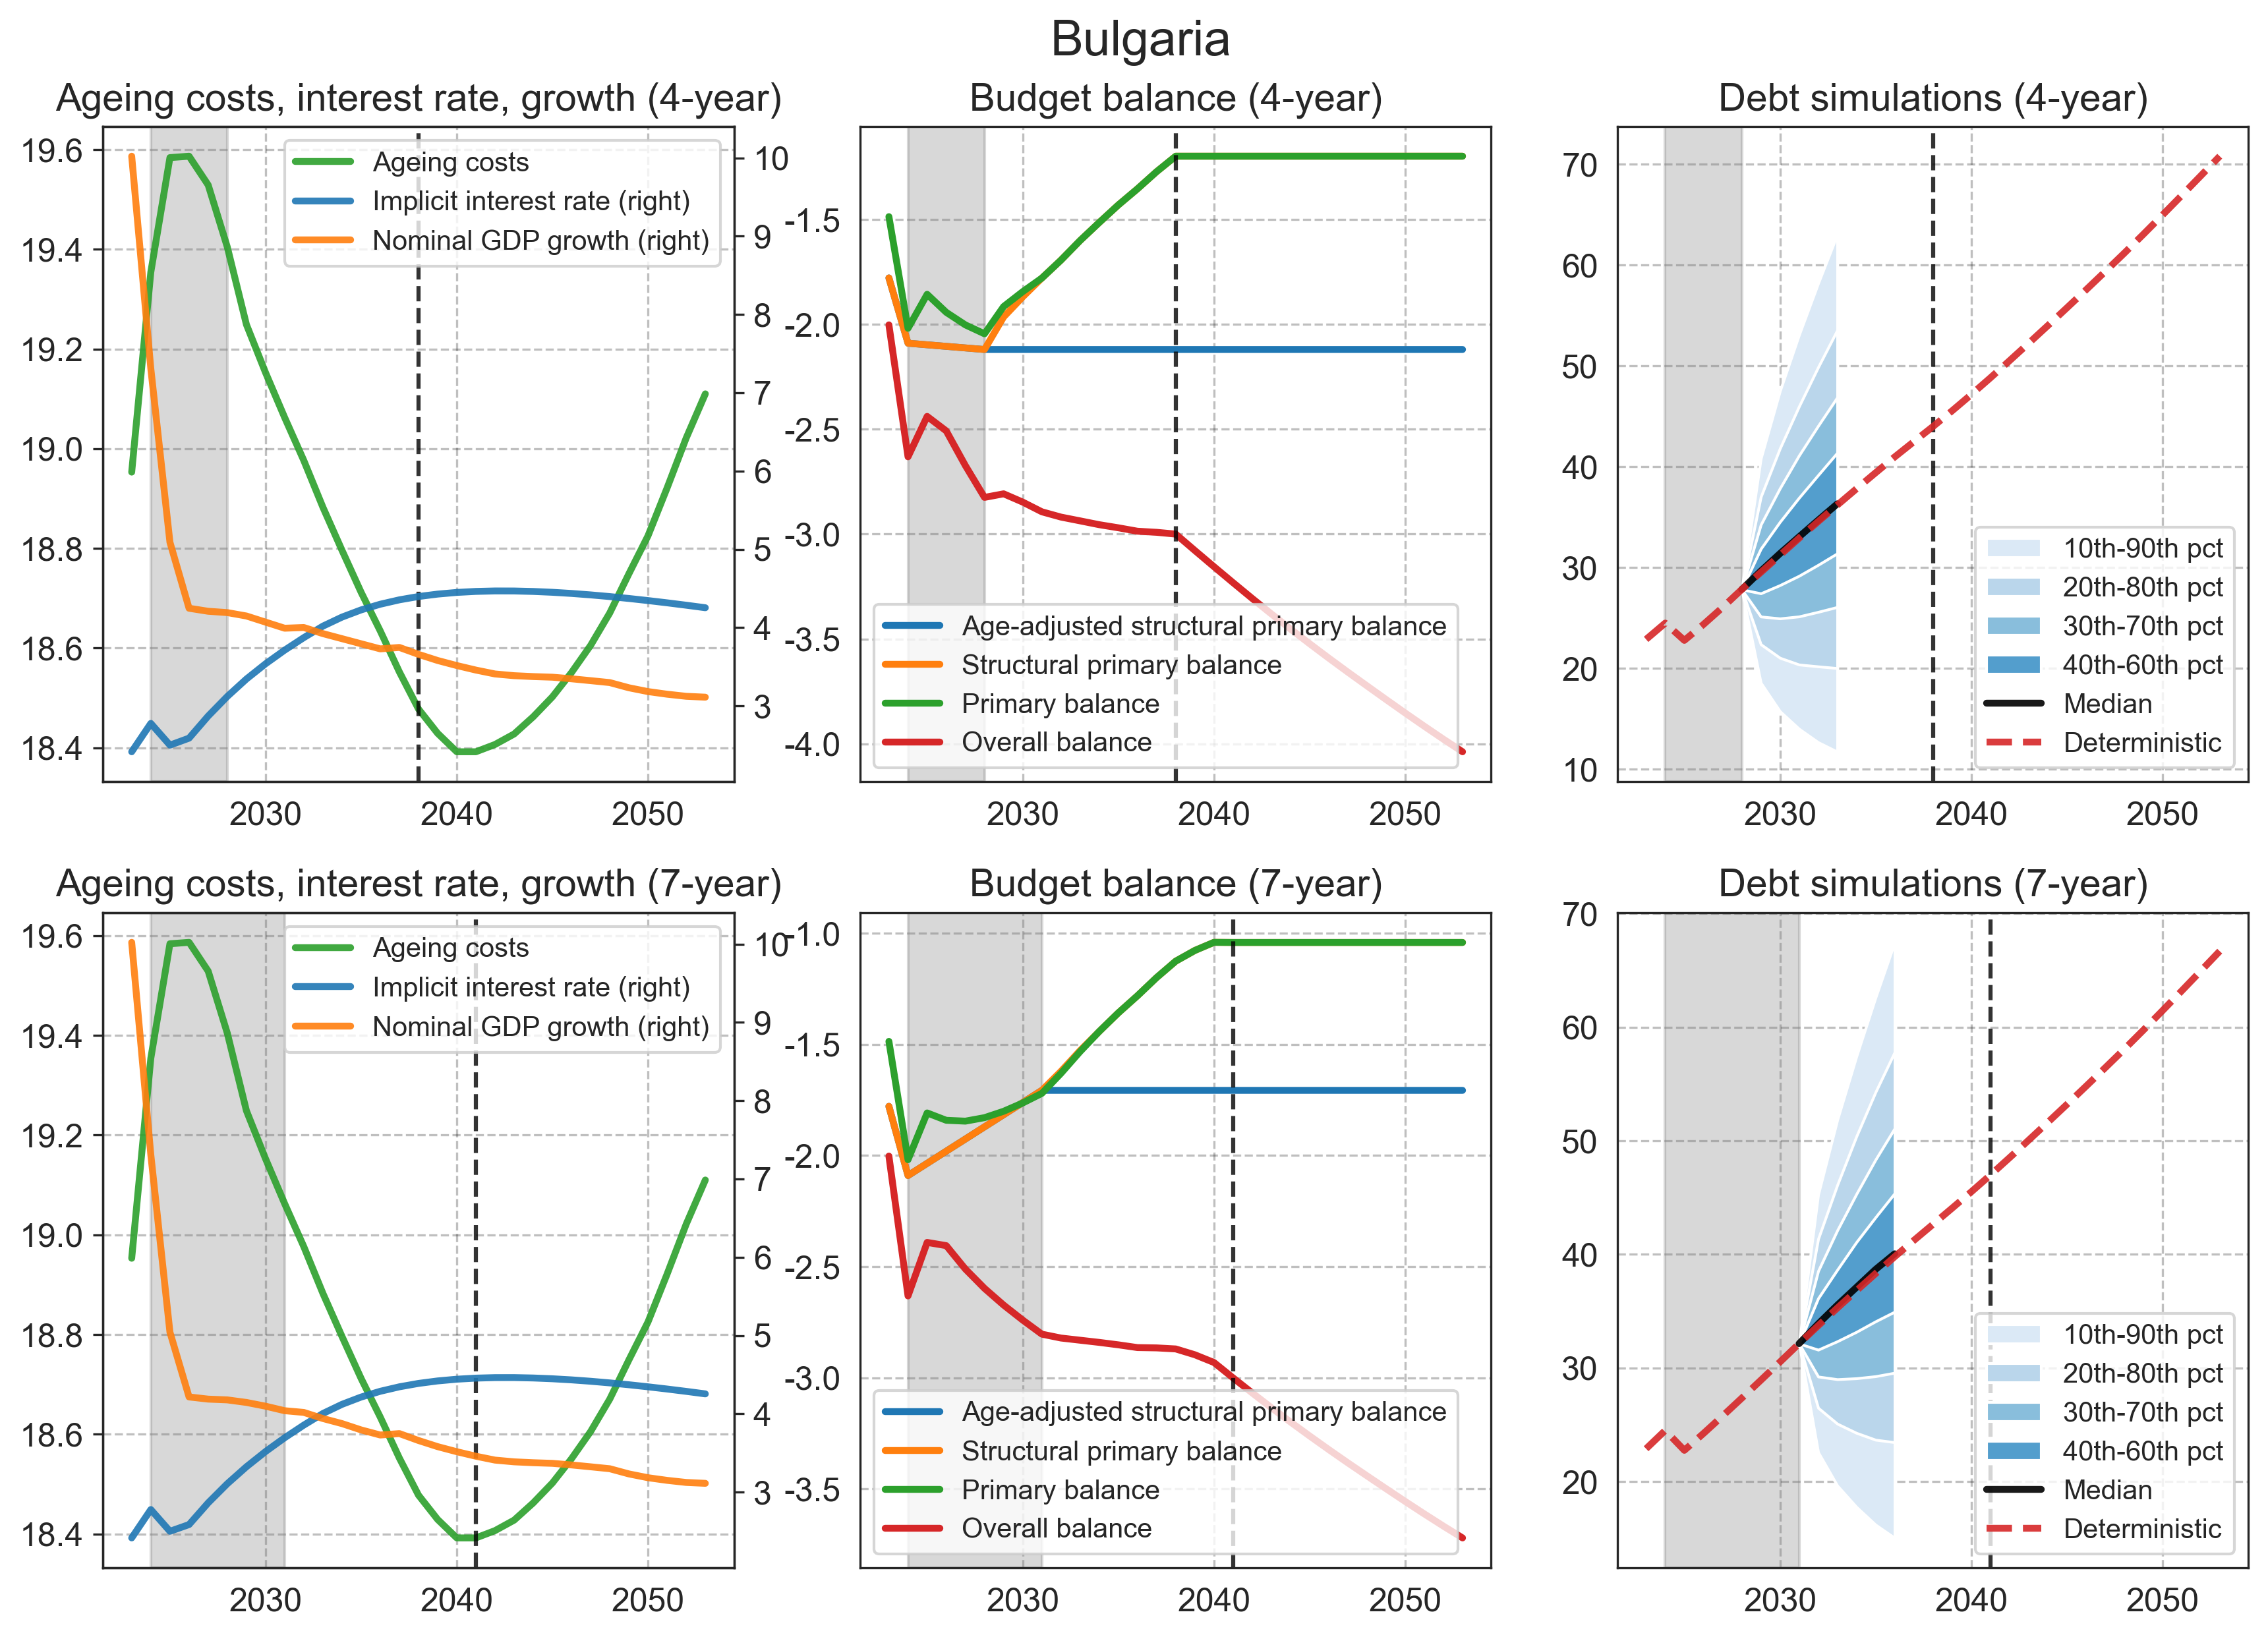 Bulgaria
Ageing costs, interest rate, growth (4-year)
19.6
19.4
19.2
19.0
18.8
18.6
18.4
10
9
8
7
6
5
4
3
2030
2040
2050
Ageing costs
Implicit interest rate (right)
Nominal GDP growth (right)
Budget balance (4-year)
-1.5
-2.0
-2.5
-3.0
-3.5
-4.0
2030
2040
2050
Age-adjusted structural primary balance
Structural primary balance
Primary balance
Overall balance
Debt simulations (4-year)
70
60
50
40
30
20
10
2030
2040
2050
10th-90th pct
20th-80th pct
30th-70th pct
40th-60th pct
Median
Deterministic
Ageing costs, interest rate, growth (7-year)
19.6
19.4
19.2
19.0
18.8
18.6
18.4
10
9
8
7
6
5
4
3
2030
2040
2050
Ageing costs
Implicit interest rate (right)
Nominal GDP growth (right)
Budget balance (7-year)
-1.0
-1.5
-2.0
-2.5
-3.0
-3.5
2030
2040
2050
Age-adjusted structural primary balance
Structural primary balance
Primary balance
Overall balance
Debt simulations (7-year)
70
60
50
40
30
20
2030
2040
2050
10th-90th pct
20th-80th pct
30th-70th pct
40th-60th pct
Median
Deterministic